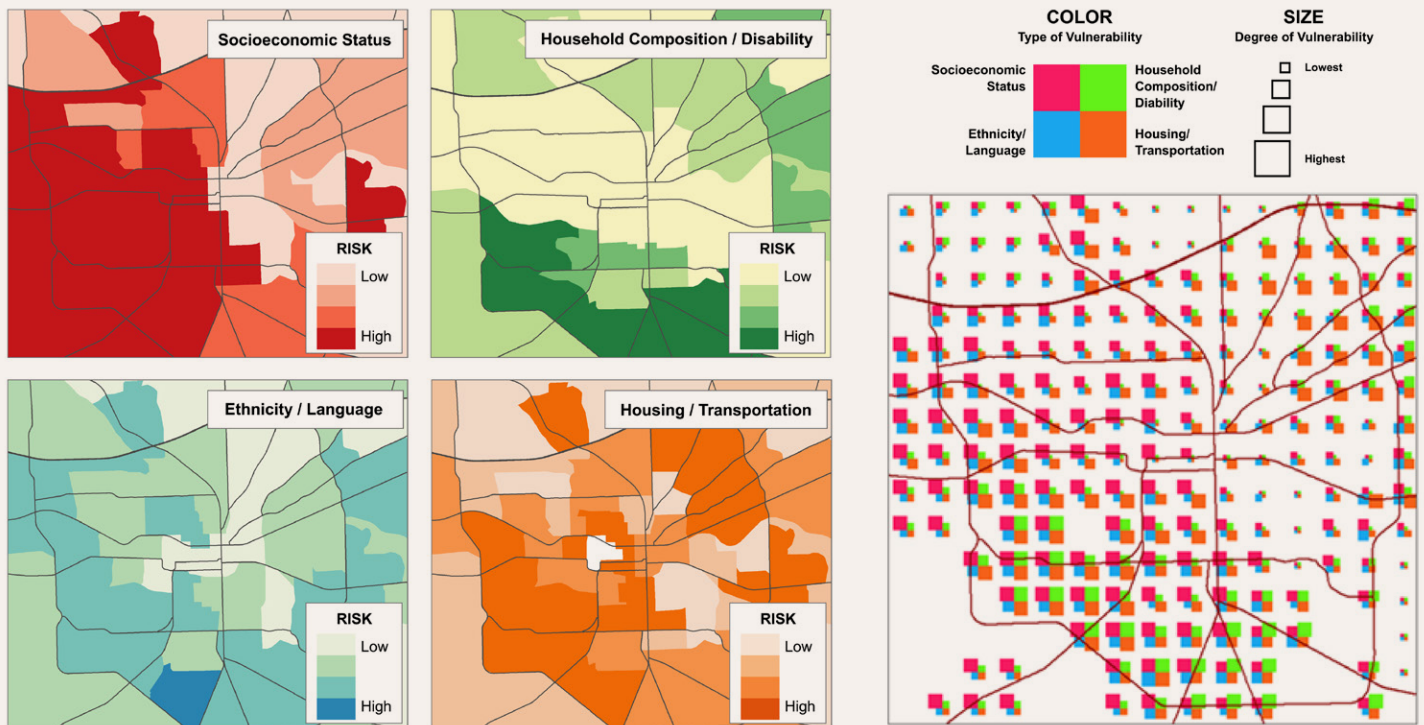 Socioeconomic Status
RISK
Low
High
Household Composition / Disability
RISK
Low
High
Ethnicity / Language
RISK
Low
High
Housing / Transportation
RISK
Low
High
COLOR
Type of Vulnerability
Socioeconomic
Status
Household
Composition/
Diability
Ethnicity/
Language
Housing/
Transportation
SIZE
Degree of Vulnerability
Lowest
Highest